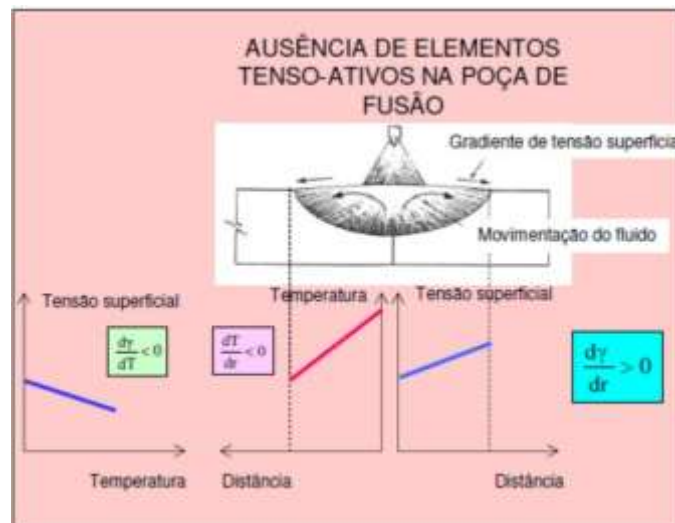 AUSÊNCIA DE ELEMENTOS
TENSO-ATIVOS NA POÇA DE
FUSÃO
Gradiente de tensão superficia
Movimentação do fluido
Tensão superficial
Temperatura
Tensão superficial
dγ/dT < 0
dT/dr < 0
dγ/dr > 0
Temperatura
Distância
Distância